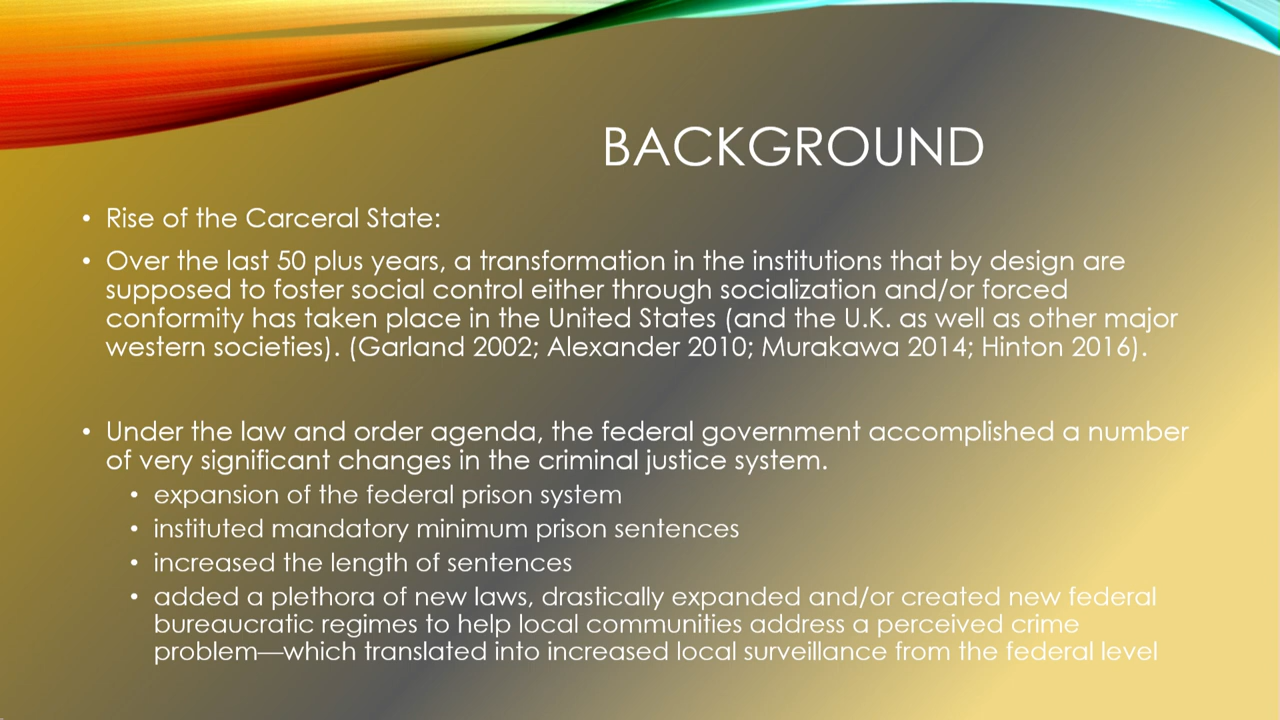 BACKGROUND
• Rise of the Carceral State:
• Over the last 50 plus years, a transformation in the institutions that by design are
supposed to foster social control either through socialization and/or forced
conformity has taken place in the United States (and the U.K. as well as other major
western societies). (Garland 2002; Alexander 2010; Murakawa 2014; Hinton 2016).
• Under the law and order agenda, the federal government accomplished a number
of very significant changes in the criminal justice system.
• expansion of the federal prison system
• instituted mandatory minimum prison sentences
• increased the length of sentences
• added a plethora of new laws, drastically expanded and/or created new federal
bureaucratic regimes to help local communities address a perceived crime
problem—which translated into increased local surveillance from the federal level